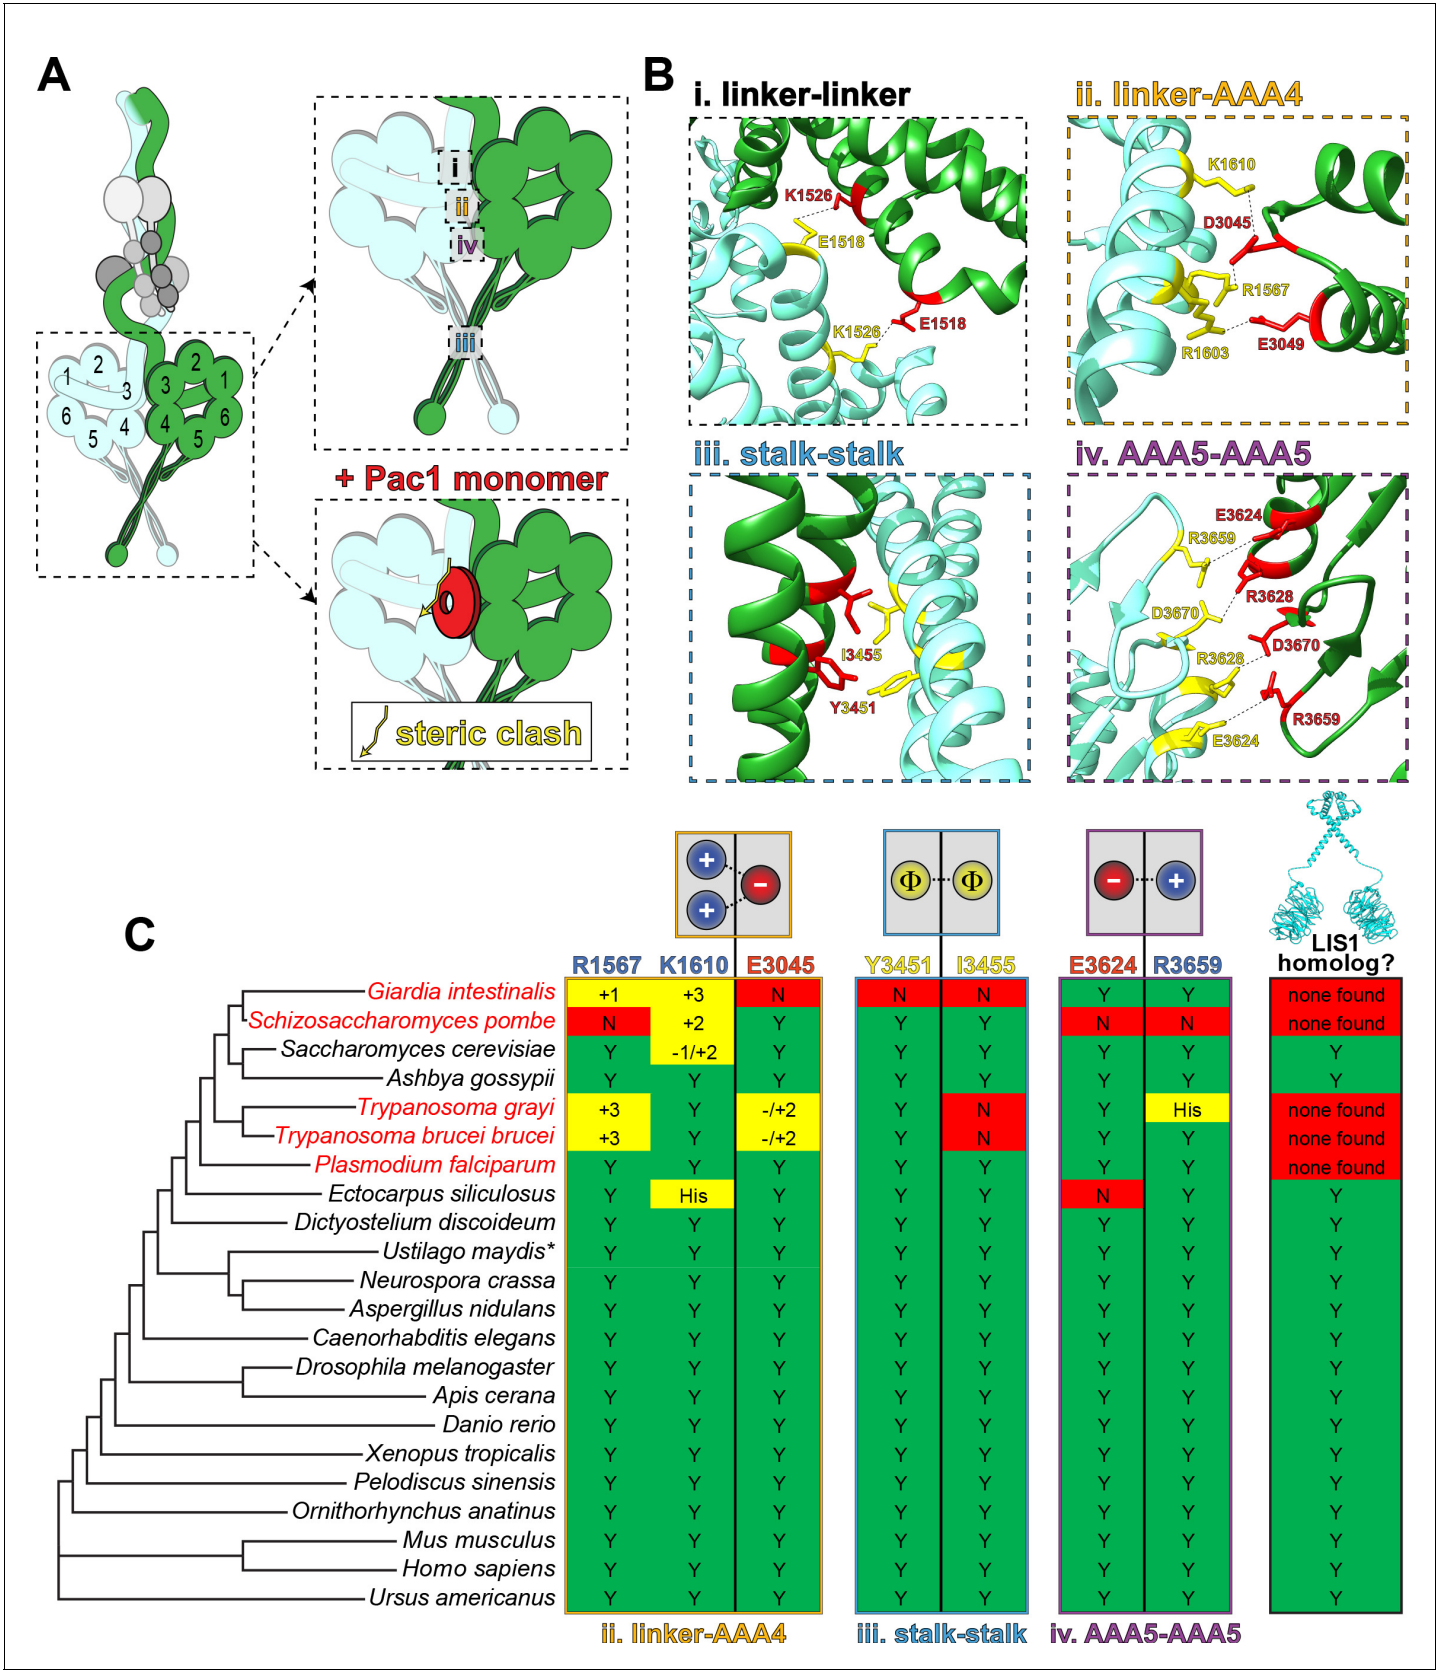 A
1
2
3
4
5
6
3
2
1
4
5
6
i
ii
iv
iii
+ Pac1 monomer
steric clash
B
i. linker-linker
K1526
E1518
K1526
E1518
ii. linker-AAA4
K1610
D3045
R1567
R1603
E3049
iii. stalk-stalk
I3455
Y3451
iv. AAA5-AAA5
E3624
R3659
R3628
D3670
D3670
R3628
R3659
E3624
C
+
+
−
Φ
Φ
−
+
LIS1
homolog?
R1567 K1610 E3045 Y3451 I3455 E3624 R3659
Giardia intestinalis +1 +3 N N N Y Y none found
Schizosaccharomyces pombe N +2 Y Y Y N N none found
Saccharomyces cerevisiae Y -1/+2 Y Y Y Y Y Y
Ashbya gossypii Y Y Y Y Y Y Y Y
Trypanosoma grayi +3 Y -/+2 Y N Y His none found
Trypanosoma brucei brucei +3 Y -/+2 Y N Y Y none found
Plasmodium falciparum Y Y Y Y Y Y Y none found
Ectocarpus siliculosus Y His Y Y Y N Y Y
Dictyostelium discoideum Y Y Y Y Y Y Y Y
Ustilago maydis* Y Y Y Y Y Y Y Y
Neurospora crassa Y Y Y Y Y Y Y Y
Aspergillus nidulans Y Y Y Y Y Y Y Y
Caenorhabditis elegans Y Y Y Y Y Y Y Y
Drosophila melanogaster Y Y Y Y Y Y Y Y
Apis cerana Y Y Y Y Y Y Y Y
Danio rerio Y Y Y Y Y Y Y Y
Xenopus tropicalis Y Y Y Y Y Y Y Y
Pelodiscus sinensis Y Y Y Y Y Y Y Y
Ornithorhynchus anatinus Y Y Y Y Y Y Y Y
Mus musculus Y Y Y Y Y Y Y Y
Homo sapiens Y Y Y Y Y Y Y Y
Ursus americanus Y Y Y Y Y Y Y Y
ii. linker-AAA4 iii. stalk-stalk iv. AAA5-AAA5